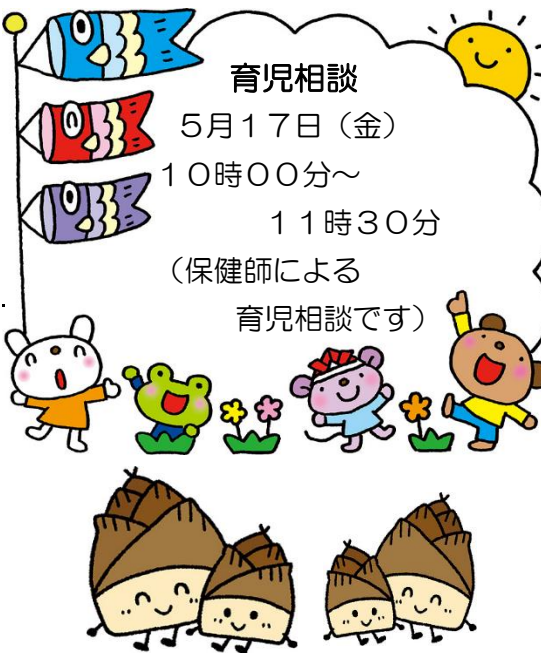 育児相談
５月１７日（金）
１０時００分～
１１時３０分
（保健師による
育児相談です）